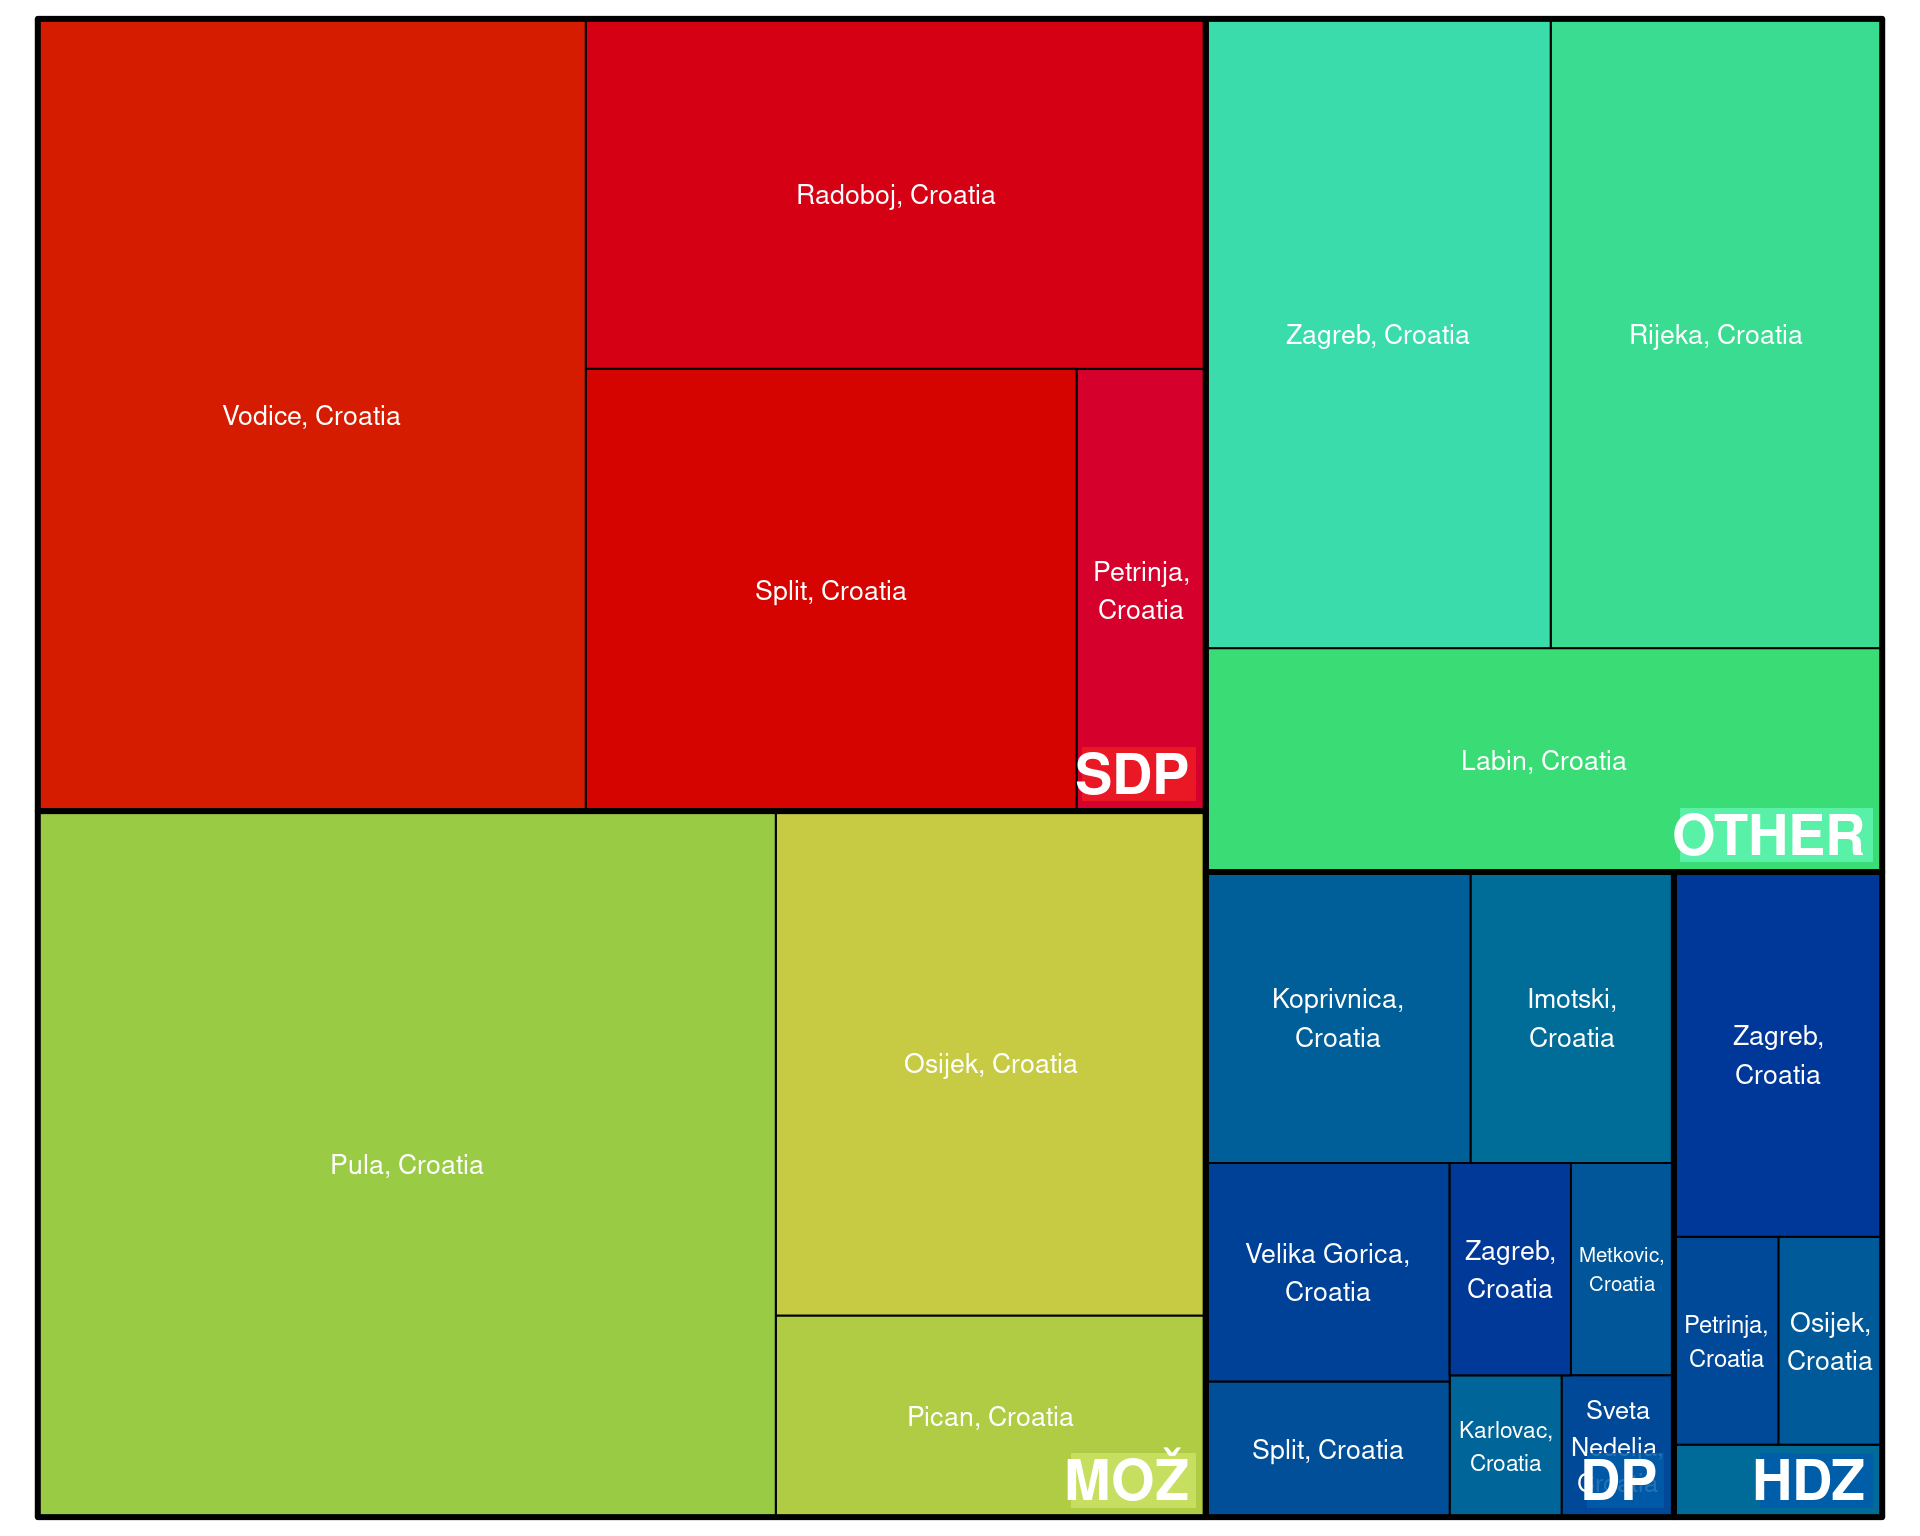 Vodice, Croatia
Radoboj, Croatia
Split, Croatia
Petrinja,
Croatia
SDP
Zagreb, Croatia
Rijeka, Croatia
Labin, Croatia
OTHER
Pula, Croatia
Osijek, Croatia
Pican, Croatia
MOŽ
Koprivnica,
Croatia
Imotski,
Croatia
Velika Gorica,
Croatia
Zagreb,
Croatia
Metkovic,
Croatia
Split, Croatia
Karlovac,
Croatia
Sveta
Nedelja,
Croatia
DP
Zagreb,
Croatia
Petrinja,
Croatia
Osijek,
Croatia
HDZ